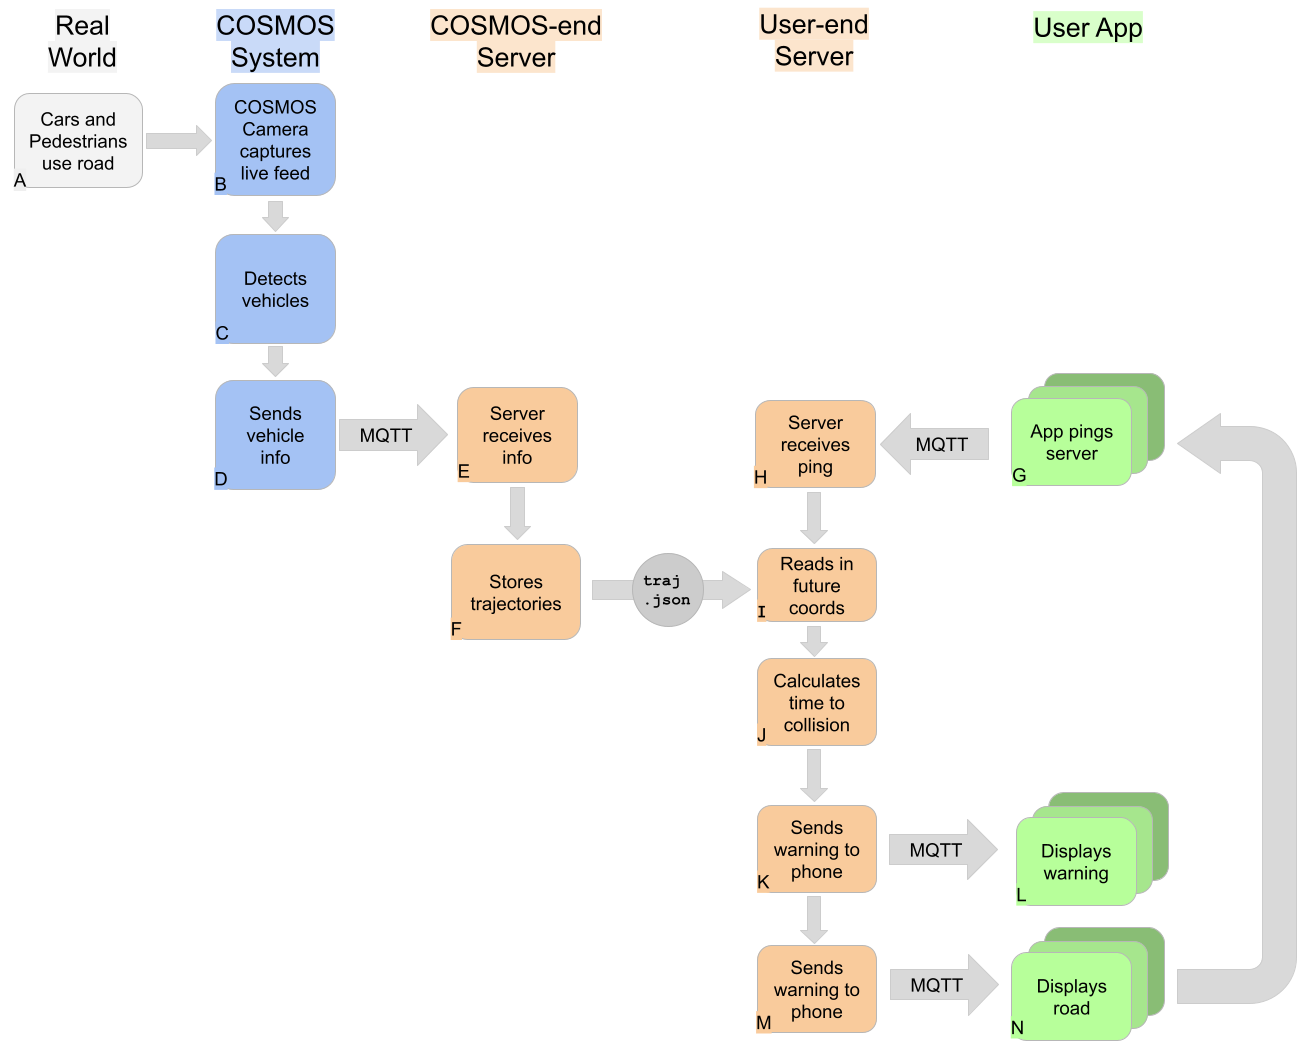 Real
World
COSMOS
System
COSMOS-end
Server
User-end
Server
User App
Cars and
Pedestrians
use road
A
COSMOS
Camera
captures
live feed
B
Detects
vehicles
C
Sends
vehicle
info
D
MQTT
Server
receives
info
E
Server
receives
ping
H
MQTT
App pings
server
G
Stores
trajectories
F
traj
.json
Reads in
future
coords
I
Calculates
time to
collision
J
Sends
warning to
phone
K
MQTT
Displays
warning
L
Sends
warning to
phone
M
MQTT
Displays
road
N